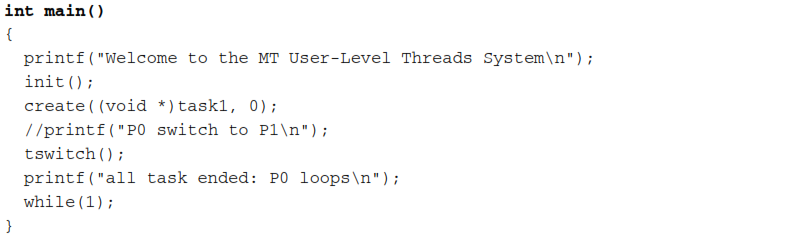 int main()
{
  printf("Welcome to the MT User-Level Threads System\n");
  init();
  create((void *)task1, 0);
  //printf("P0 switch to P1\n");
  tswitch();
  printf("all task ended: P0 loops\n");
  while(1);
}